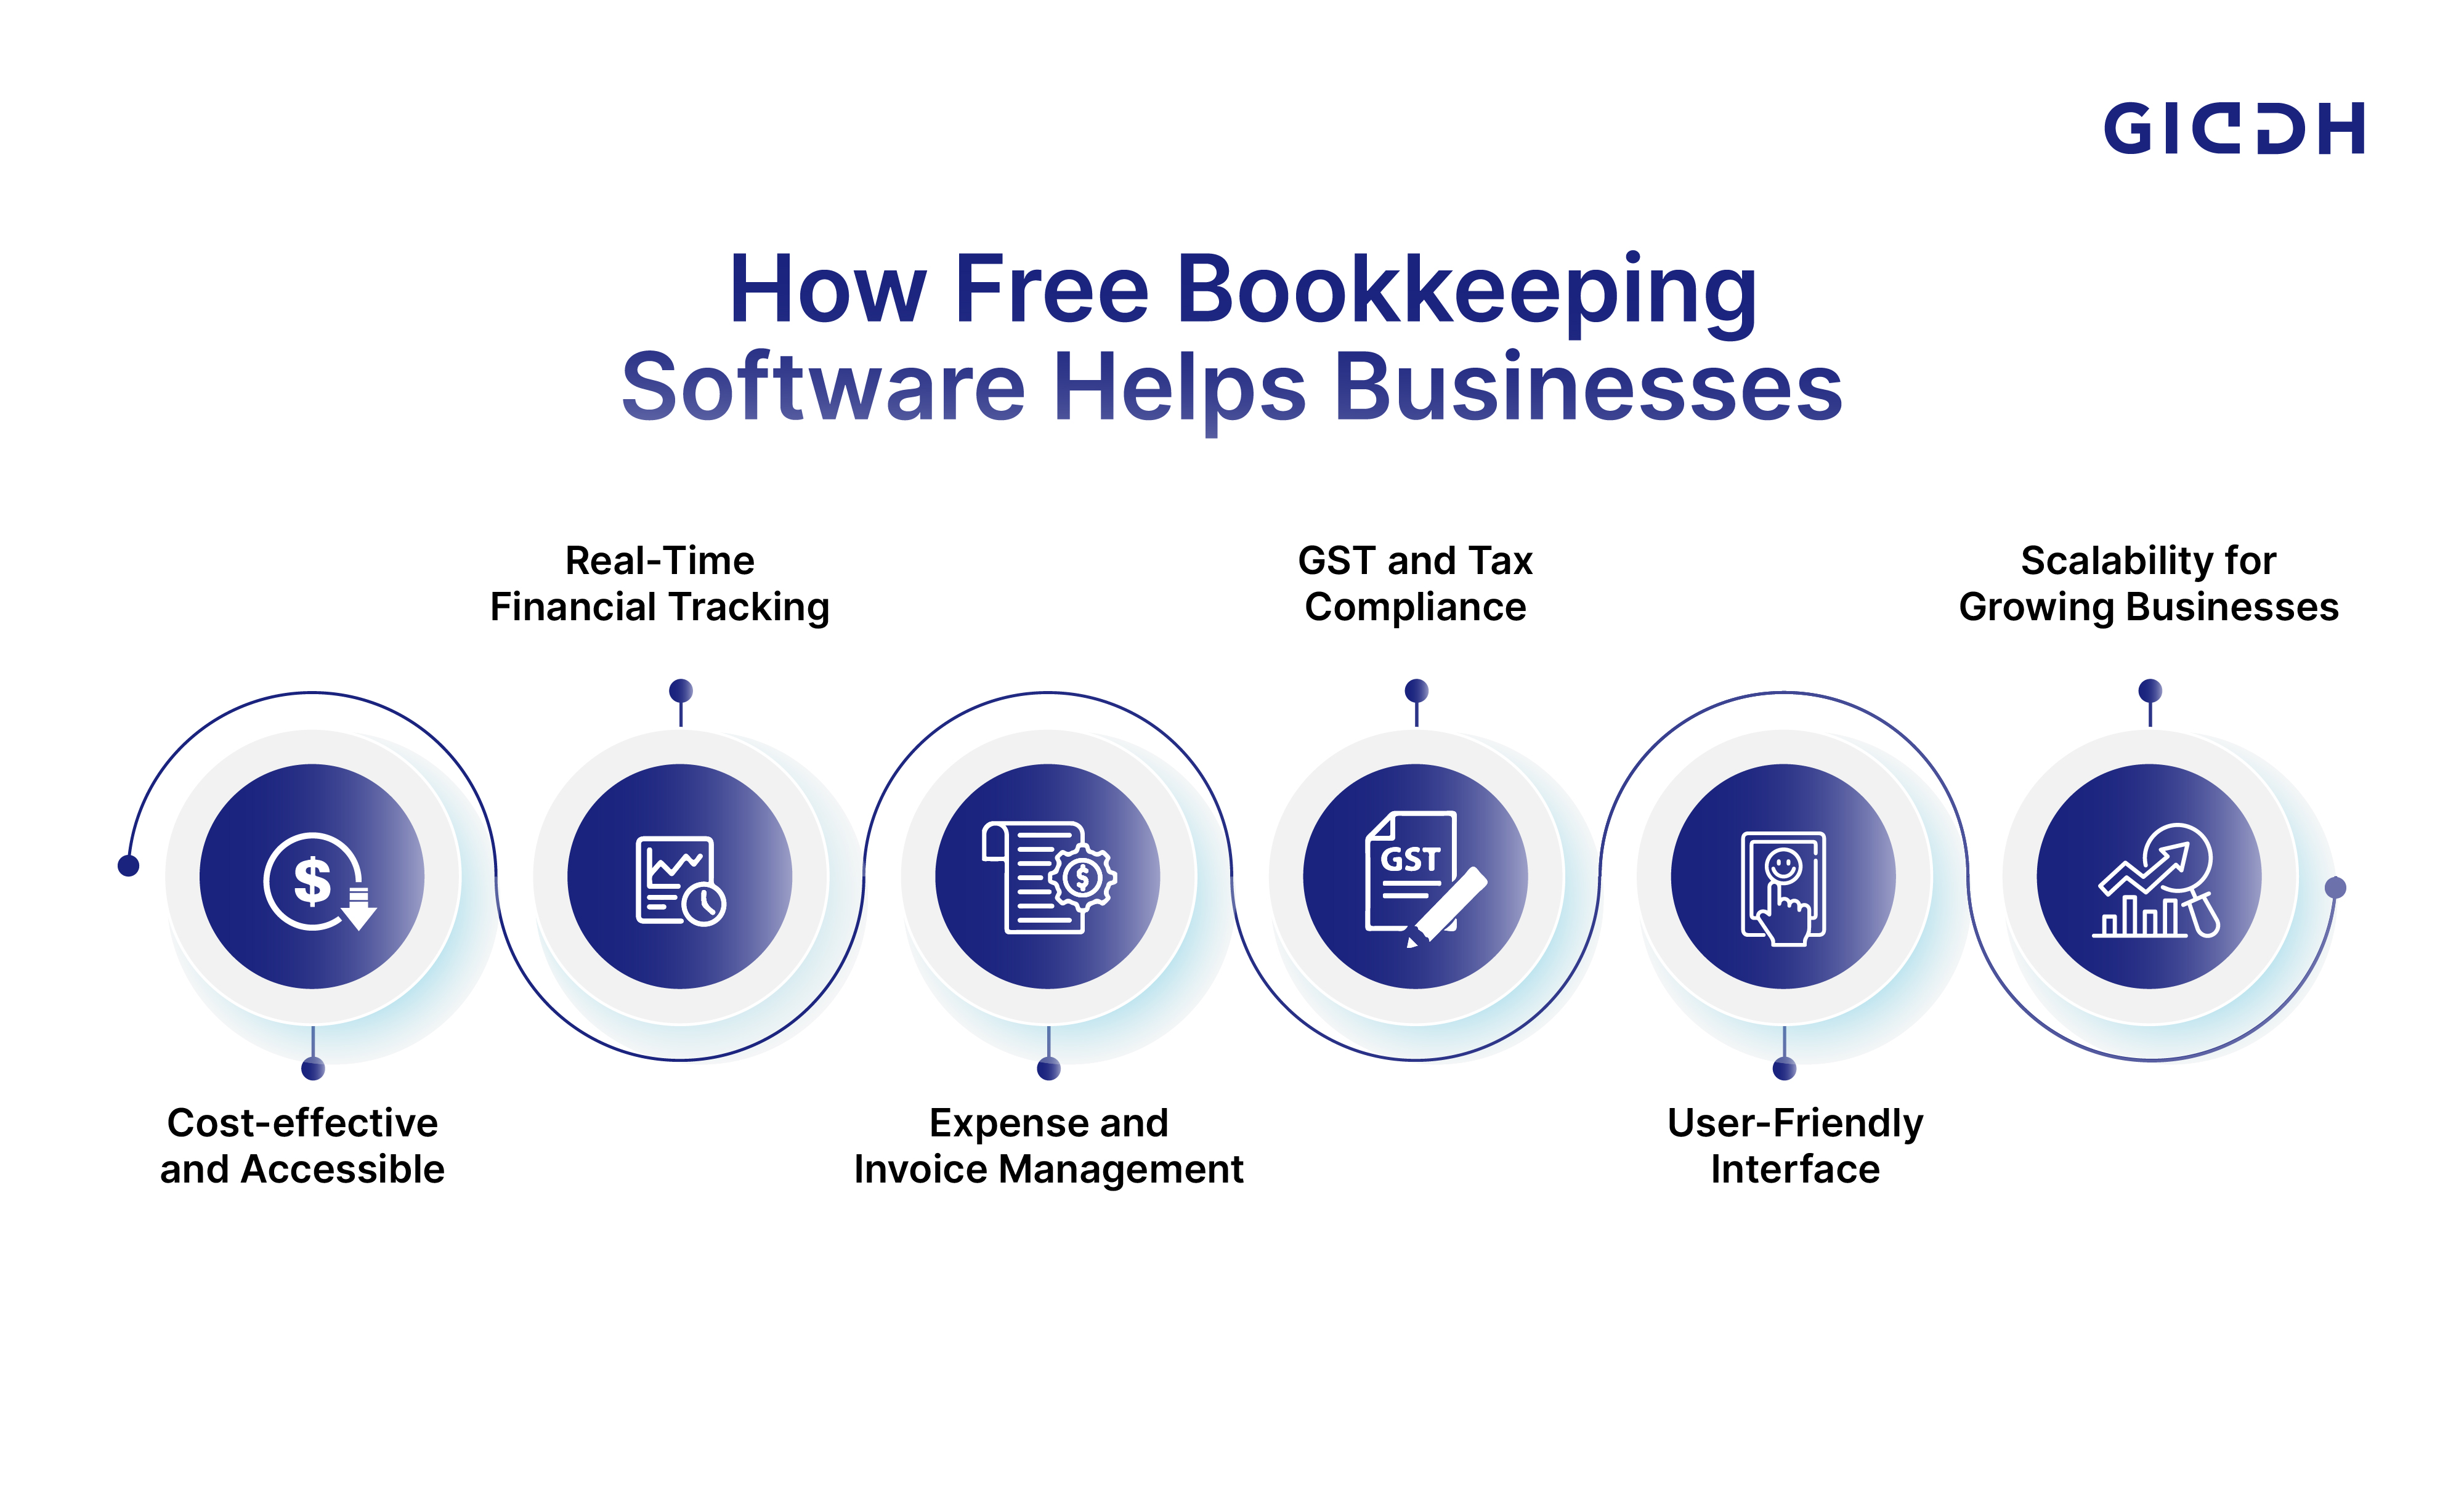 GIDDH
How Free Bookkeeping
Software Helps Businesses
Real-Time
Financial Tracking
GST and Tax
Compliance
Scalability for
Growing Businesses
$
$
GST
Cost-effective
and Accessible
Expense and
Invoice Management
User-Friendly
Interface